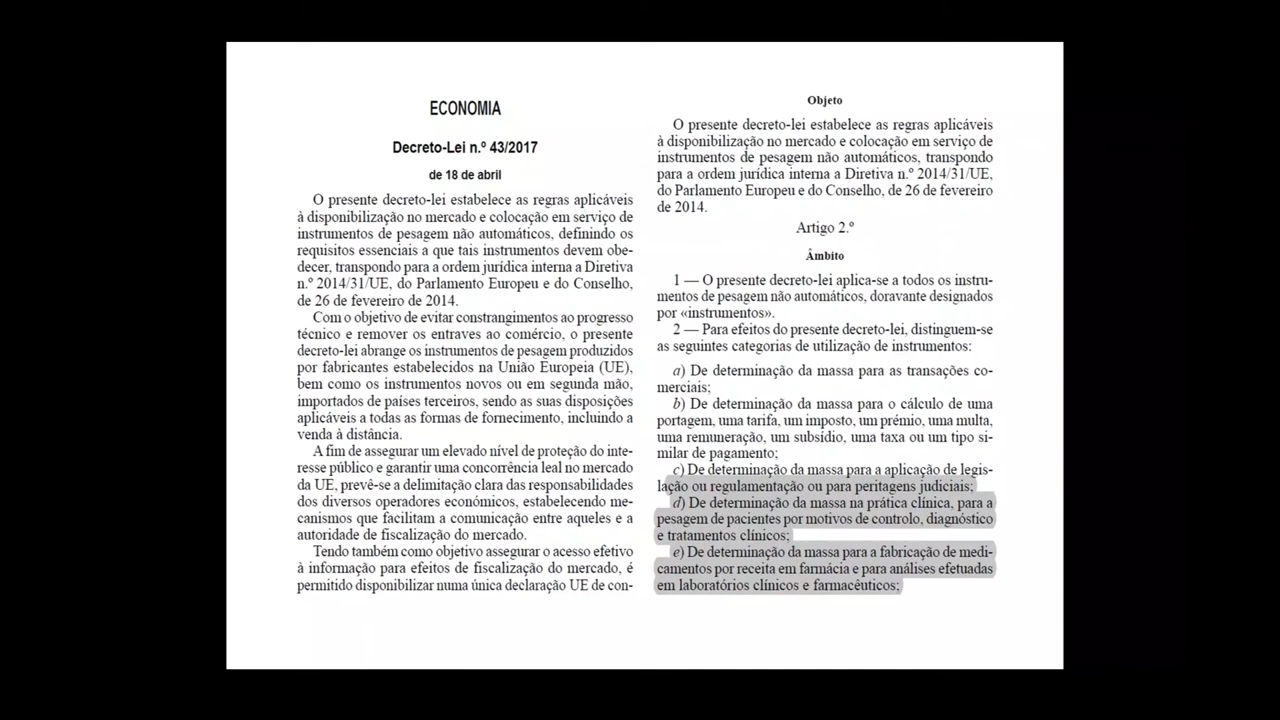 ECONOMIA
Decreto-Lei n.º 43/2017
de 18 de abril
O presente decreto-lei estabelece as regras aplicáveis
à disponibilização no mercado e colocação em serviço de
instrumentos de pesagem não automáticos, definindo os
requisitos essenciais a que tais instrumentos devem obe-
decer, transpondo para a ordem jurídica interna a Diretiva
n.º 2014/31/UE, do Parlamento Europeu e do Conselho,
de 26 de fevereiro de 2014.
Com o objetivo de evitar constrangimentos ao progresso
técnico e remover os entraves ao comércio, o presente
decreto-lei abrange os instrumentos de pesagem produzidos
por fabricantes estabelecidos na União Europeia (UE),
bem como os instrumentos novos ou em segunda mão,
importados de países terceiros, sendo as suas disposições
aplicáveis a todas as formas de fornecimento, incluindo a
venda à distância.
A fim de assegurar um elevado nível de proteção do inte-
resse público e garantir uma concorrência leal no mercado
da UE, prevê-se a delimitação clara das responsabilidades
dos diversos operadores económicos, estabelecendo me-
canismos que facilitam a comunicação entre aqueles e a
autoridade de fiscalização do mercado.
Tendo também como objetivo assegurar o acesso efetivo
à informação para efeitos de fiscalização do mercado, é
permitido disponibilizar numa única declaração UE de con-
Objeto
O presente decreto-lei estabelece as regras aplicáveis
à disponibilização no mercado e colocação em serviço de
instrumentos de pesagem não automáticos, transpondo
para a ordem jurídica interna a Diretiva n.º 2014/31/UE,
do Parlamento Europeu e do Conselho, de 26 de fevereiro
de 2014.
Artigo 2.º
Âmbito
1 — O presente decreto-lei aplica-se a todos os instru-
mentos de pesagem não automáticos, doravante designados
por «instrumentos».
2 — Para efeitos do presente decreto-lei, distinguem-se
as seguintes categorias de utilização de instrumentos:
a) De determinação da massa para as transações co-
merciais;
b) De determinação da massa para o cálculo de uma
portagem, uma tarifa, um imposto, um prémio, uma multa,
uma remuneração, um subsídio, uma taxa ou um tipo si-
milar de pagamento;
c) De determinação da massa para a aplicação de legis-
lação ou regulamentação ou para peritagens judiciais;
d) De determinação da massa na prática clínica, para a
pesagem de pacientes por motivos de controlo, diagnóstico
e tratamentos clínicos;
e) De determinação da massa para a fabricação de medi-
camentos por receita em farmácia e para análises efetuadas
em laboratórios clínicos e farmacêuticos;